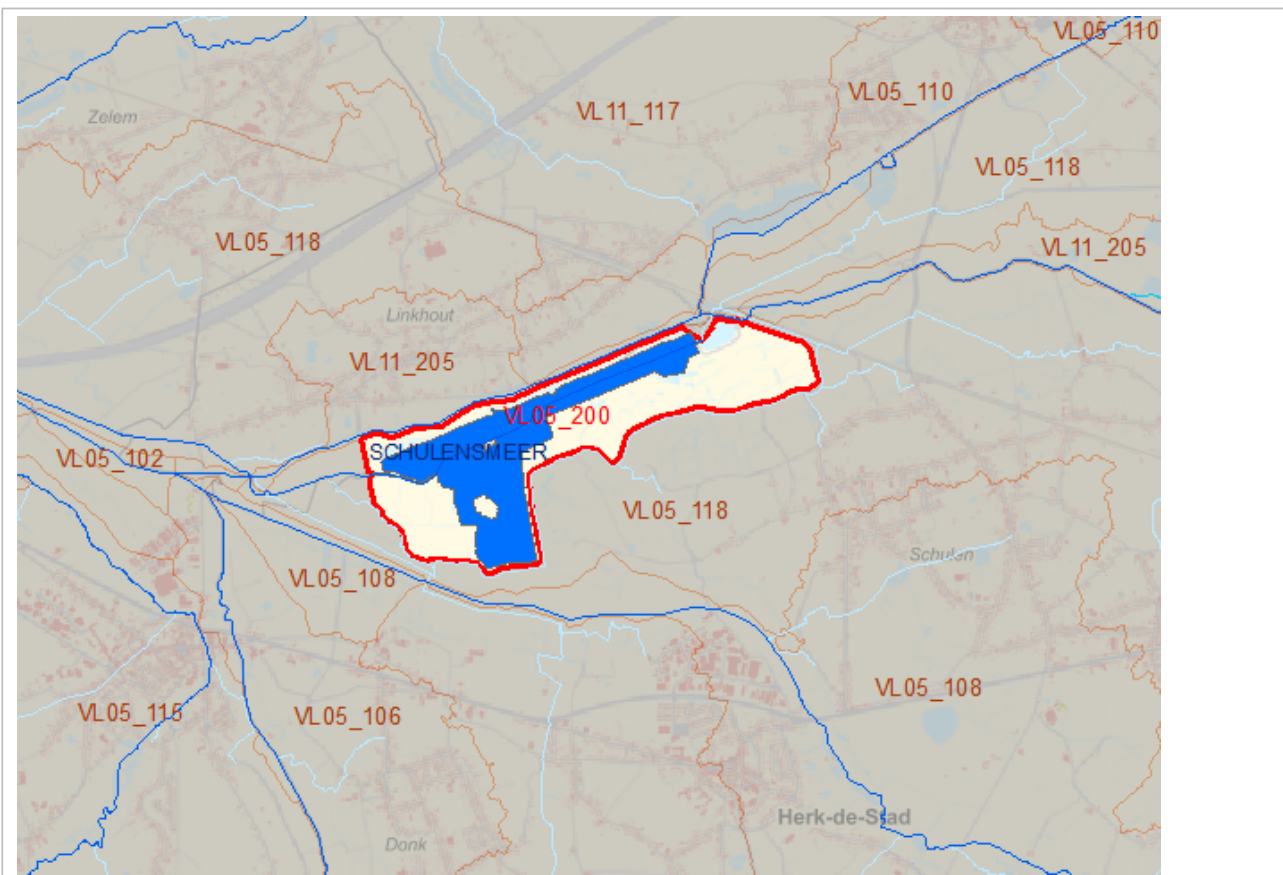 VL05_110
VL05_110
VL11_117
Zelem
VL05_118
VL05_118
VL11_205
Linkhout
VL11_205
VL05_200
SCHULENSMEER
VL05_102
VL05_118
Schulen
VL05_108
VL05_108
VL05_115
VL05_106
Herk-de-Stad
Donk